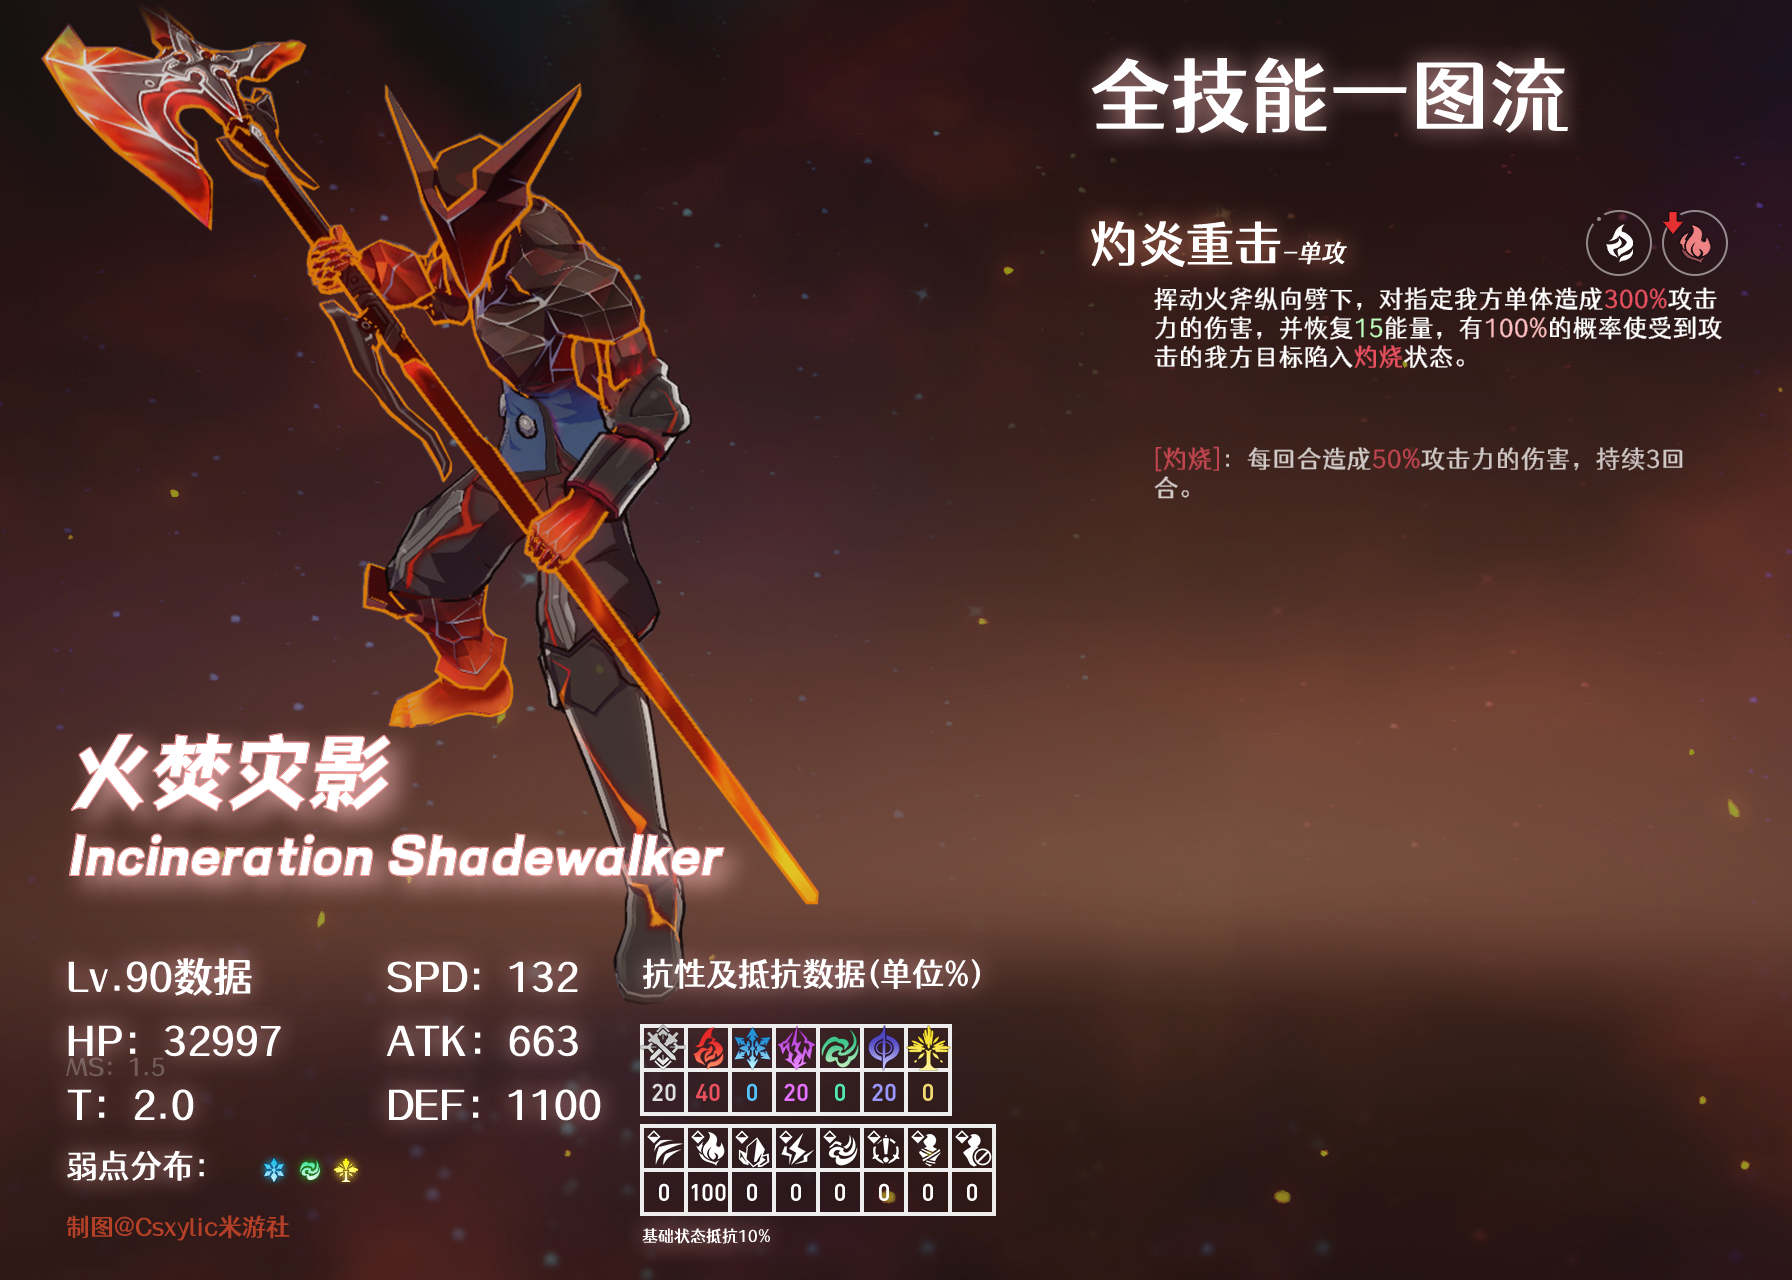 全技能一图流
灼炎重击-单攻
挥动火斧纵向劈下，对指定我方单体造成300%攻击
力的伤害，并恢复15能量，有100%的概率使受到攻
击的我方目标陷入灼烧状态。
[灼烧]：每回合造成50%攻击力的伤害，持续3回
合。
火焚灾影
Incineration Shadewalker
Lv.90数据
SPD：132
HP：32997
ATK：663
MS：1.5
T：2.0
DEF：1100
弱点分布：
制图@Csxylic米游社
抗性及抵抗数据(单位%)
20 40 0 20 0 20 0
0 100 0 0 0 0 0 0
基础状态抵抗10%